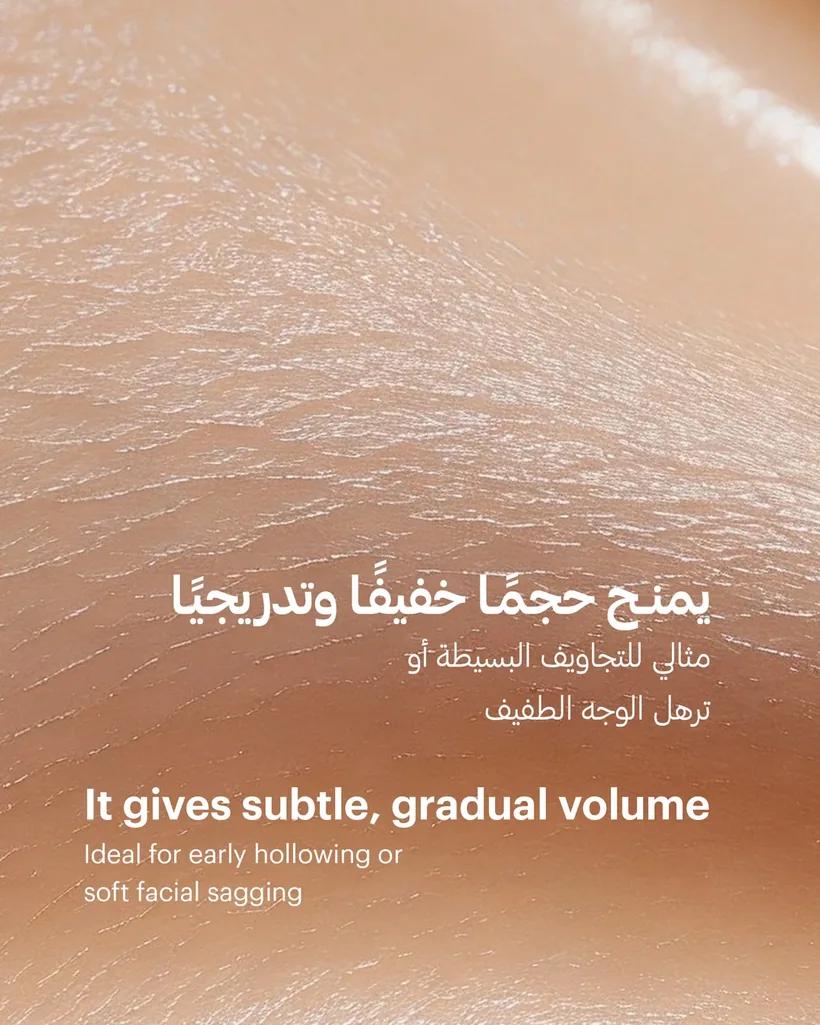 يمنح حجمًا خفيفًا وتدريجيًا
مثالي للتجاويف البسيطة أو
ترهل الوجه الطفيف
It gives subtle, gradual volume
Ideal for early hollowing or
soft facial sagging